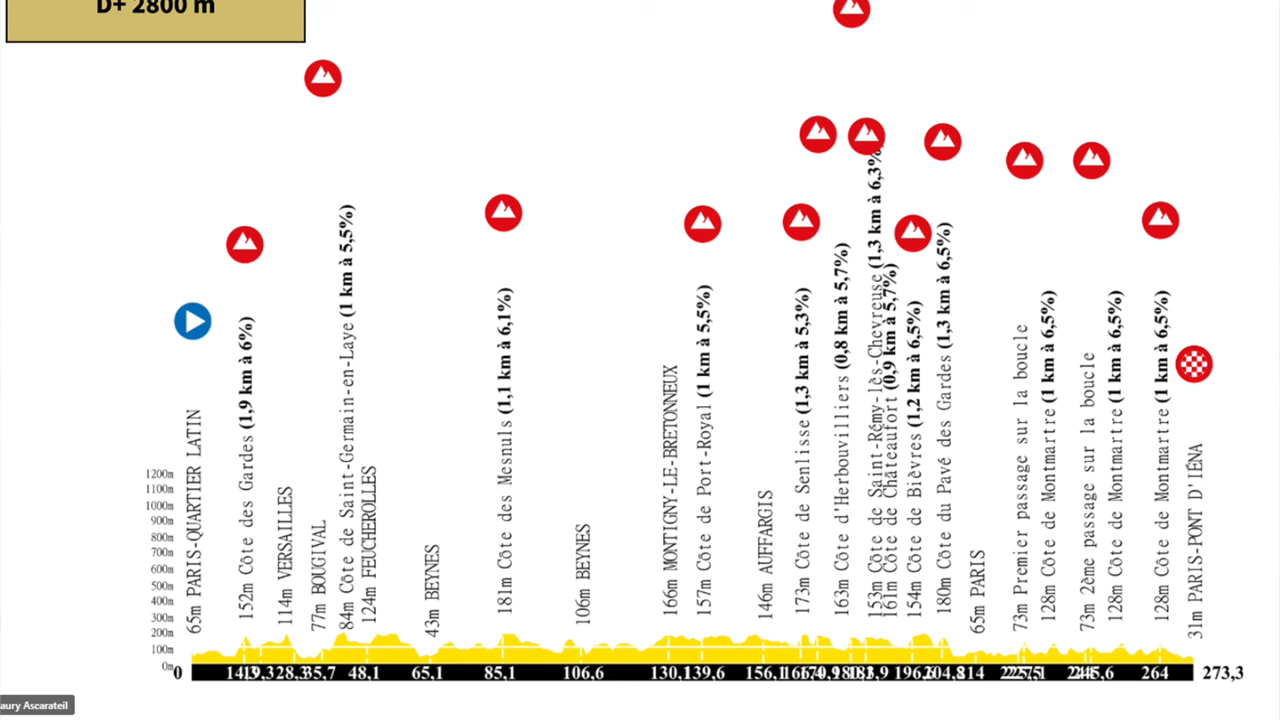 D+ 2800 m
65m PARIS-QUARTIER LATIN
152m Côte des Gardes (1,9 km à 6%)
114m VERSAILLES
77m BOUGIVAL
84m Côte de Saint-Germain-en-Laye (1 km à 5,5%)
124m FEUCHEROLLES
43m BEYNES
181m Côte des Mesnuls (1,1 km à 6,1%)
106m BEYNES
166m MONTIGNY-LE-BRETONNEUX
157m Côte de Port-Royal (1 km à 5,5%)
146m AUFFARGIS
173m Côte de Senlisse (1,3 km à 5,3%)
163m Côte d'Herbouvilliers (0,8 km à 5,7%)
153m Côte de Saint-Rémy-lès-Chevreuse (1,3 km à 6,3%)
161m Côte de Châteaufort (0,9 km à 5,7%)
154m Côte de Bièvres (1,2 km à 6,5%)
180m Côte du Pavé des Gardes (1,3 km à 6,5%)
65m PARIS
73m Premier passage sur la boucle
128m Côte de Montmartre (1 km à 6,5%)
73m 2ème passage sur la boucle
128m Côte de Montmartre (1 km à 6,5%)
128m Côte de Montmartre (1 km à 6,5%)
31m PARIS-PONT D'IÉNA
1200m
1100m
1000m
900m
800m
700m
600m
500m
400m
300m
200m
100m
0m
0 48,1 65,1 85,1 106,6 139,6 264 273,3
aury Ascarateil